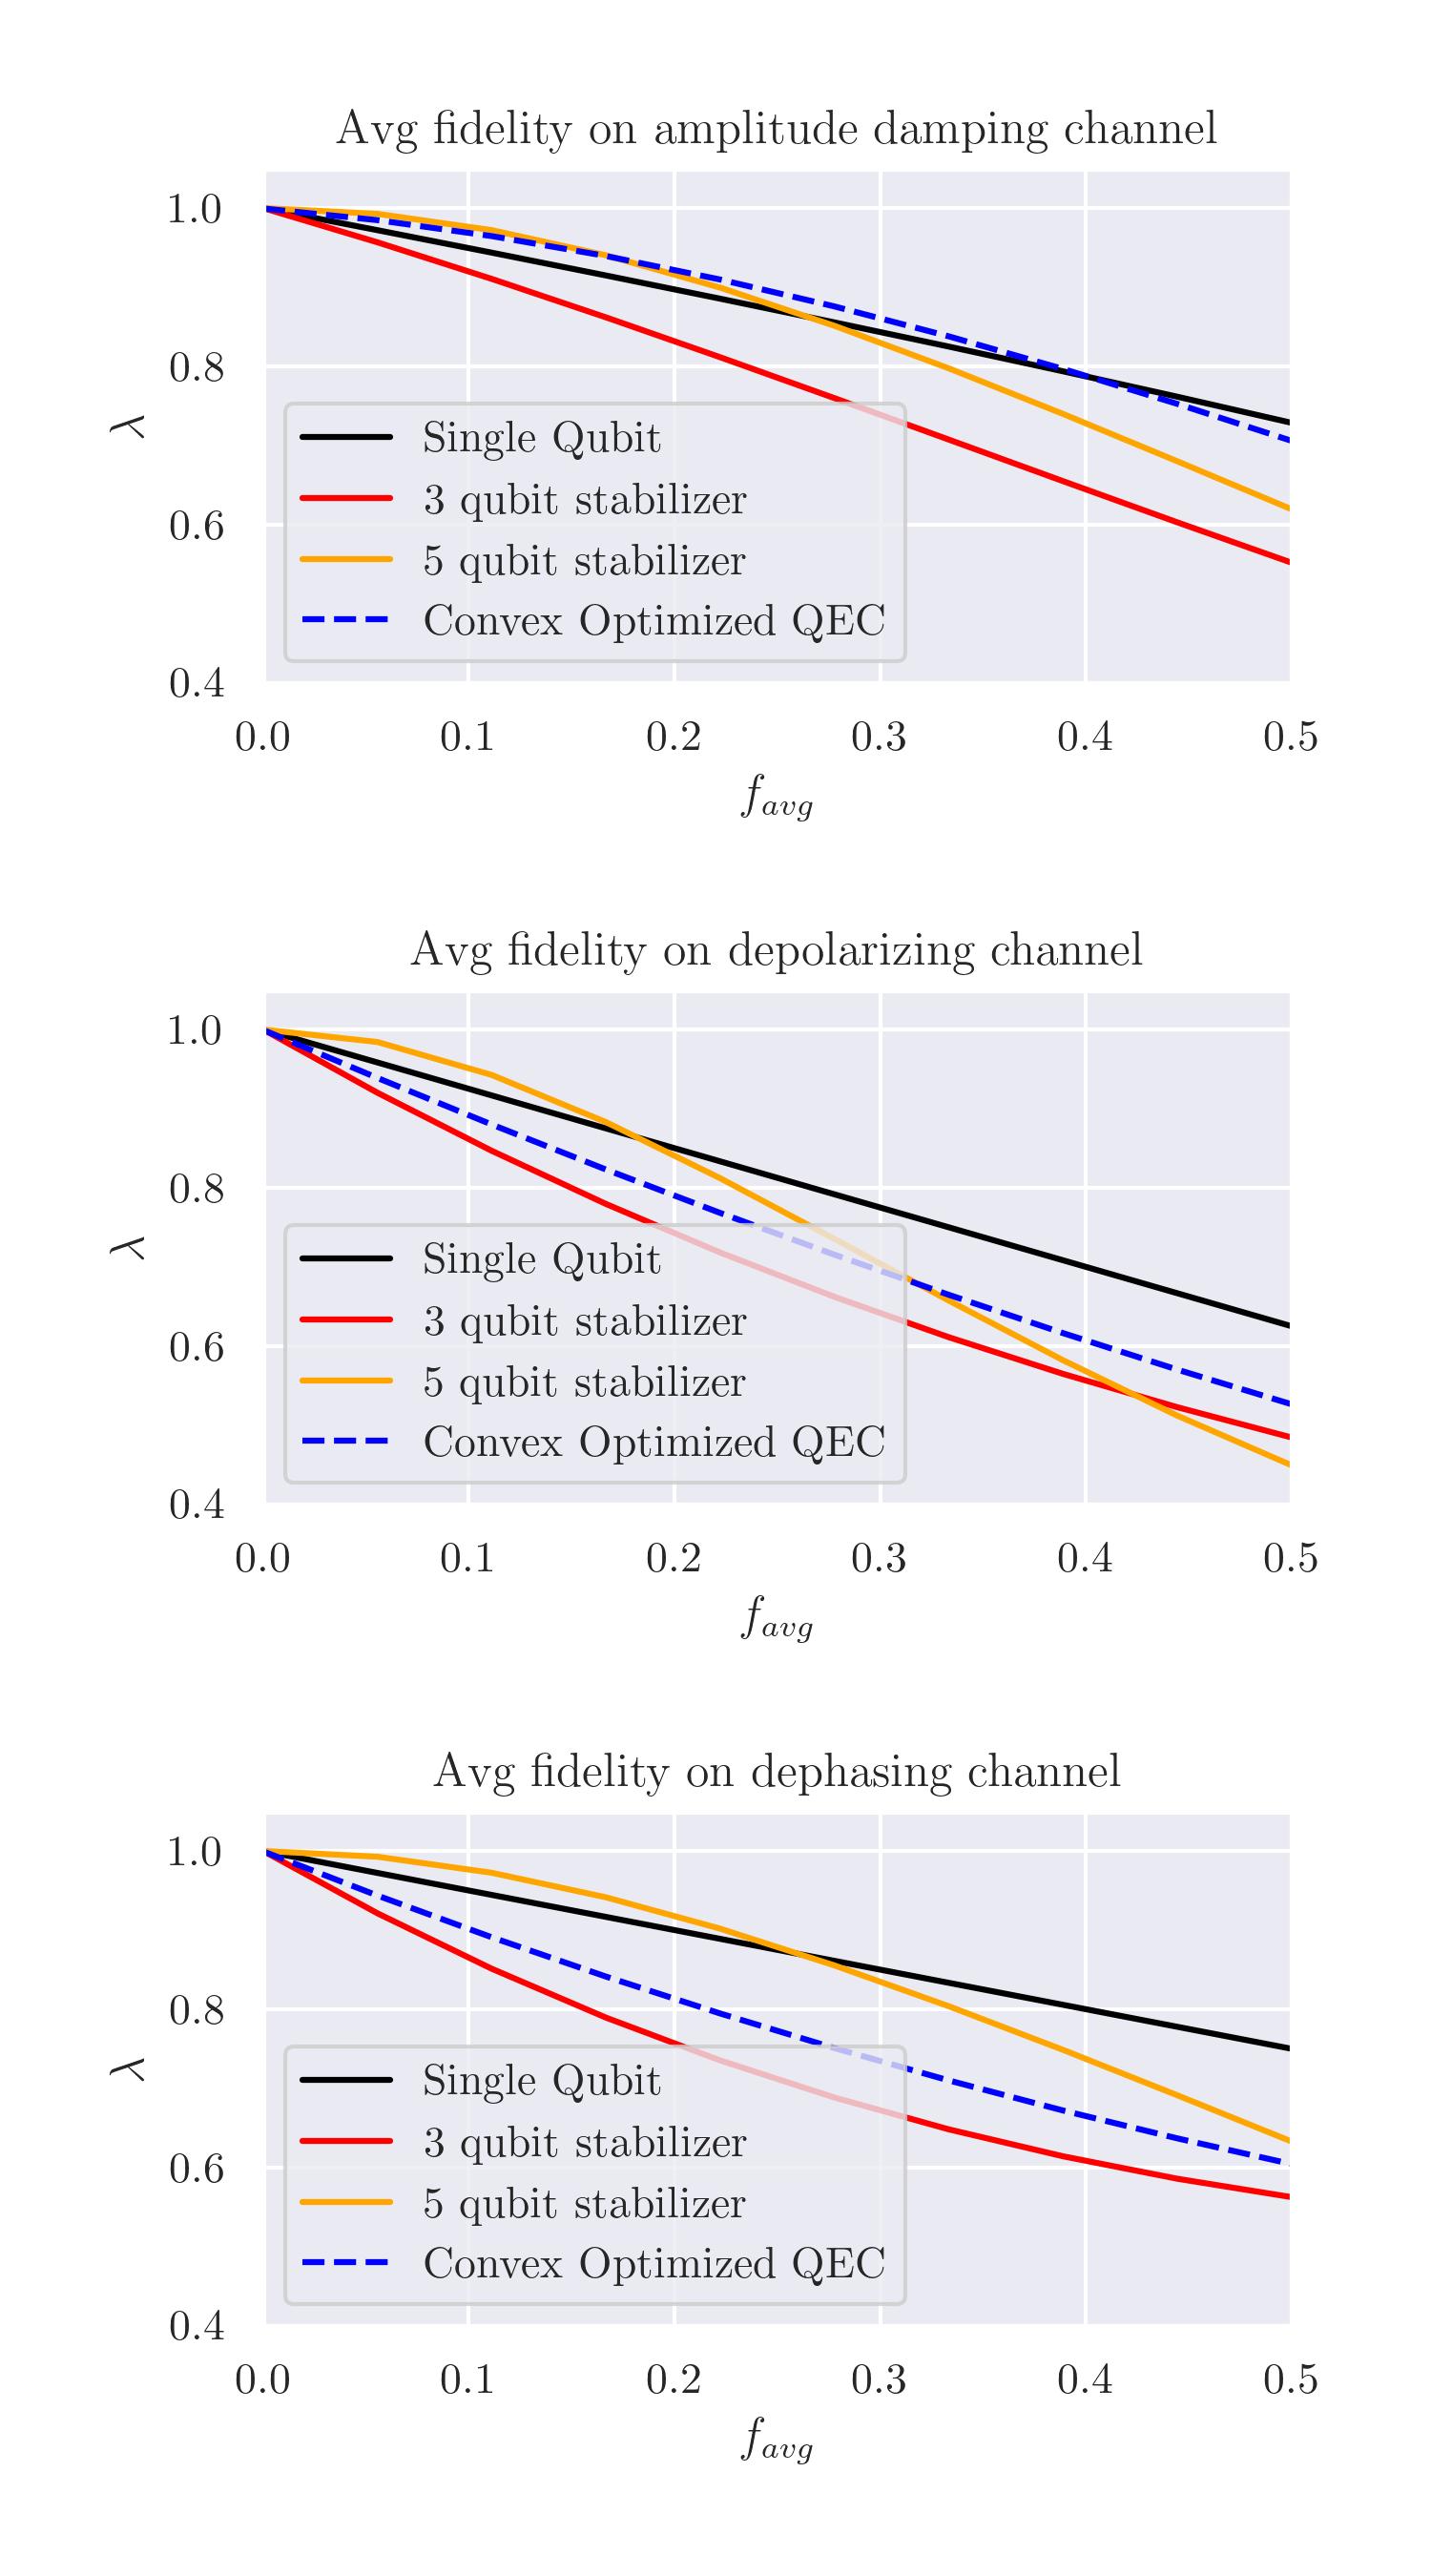 Avg fidelity on amplitude damping channel
1.0
0.8
0.6
0.4
λ
Single Qubit
3 qubit stabilizer
5 qubit stabilizer
Convex Optimized QEC
0.0 0.1 0.2 0.3 0.4 0.5
f_avg
Avg fidelity on depolarizing channel
1.0
0.8
0.6
0.4
λ
Single Qubit
3 qubit stabilizer
5 qubit stabilizer
Convex Optimized QEC
0.0 0.1 0.2 0.3 0.4 0.5
f_avg
Avg fidelity on dephasing channel
1.0
0.8
0.6
0.4
λ
Single Qubit
3 qubit stabilizer
5 qubit stabilizer
Convex Optimized QEC
0.0 0.1 0.2 0.3 0.4 0.5
f_avg